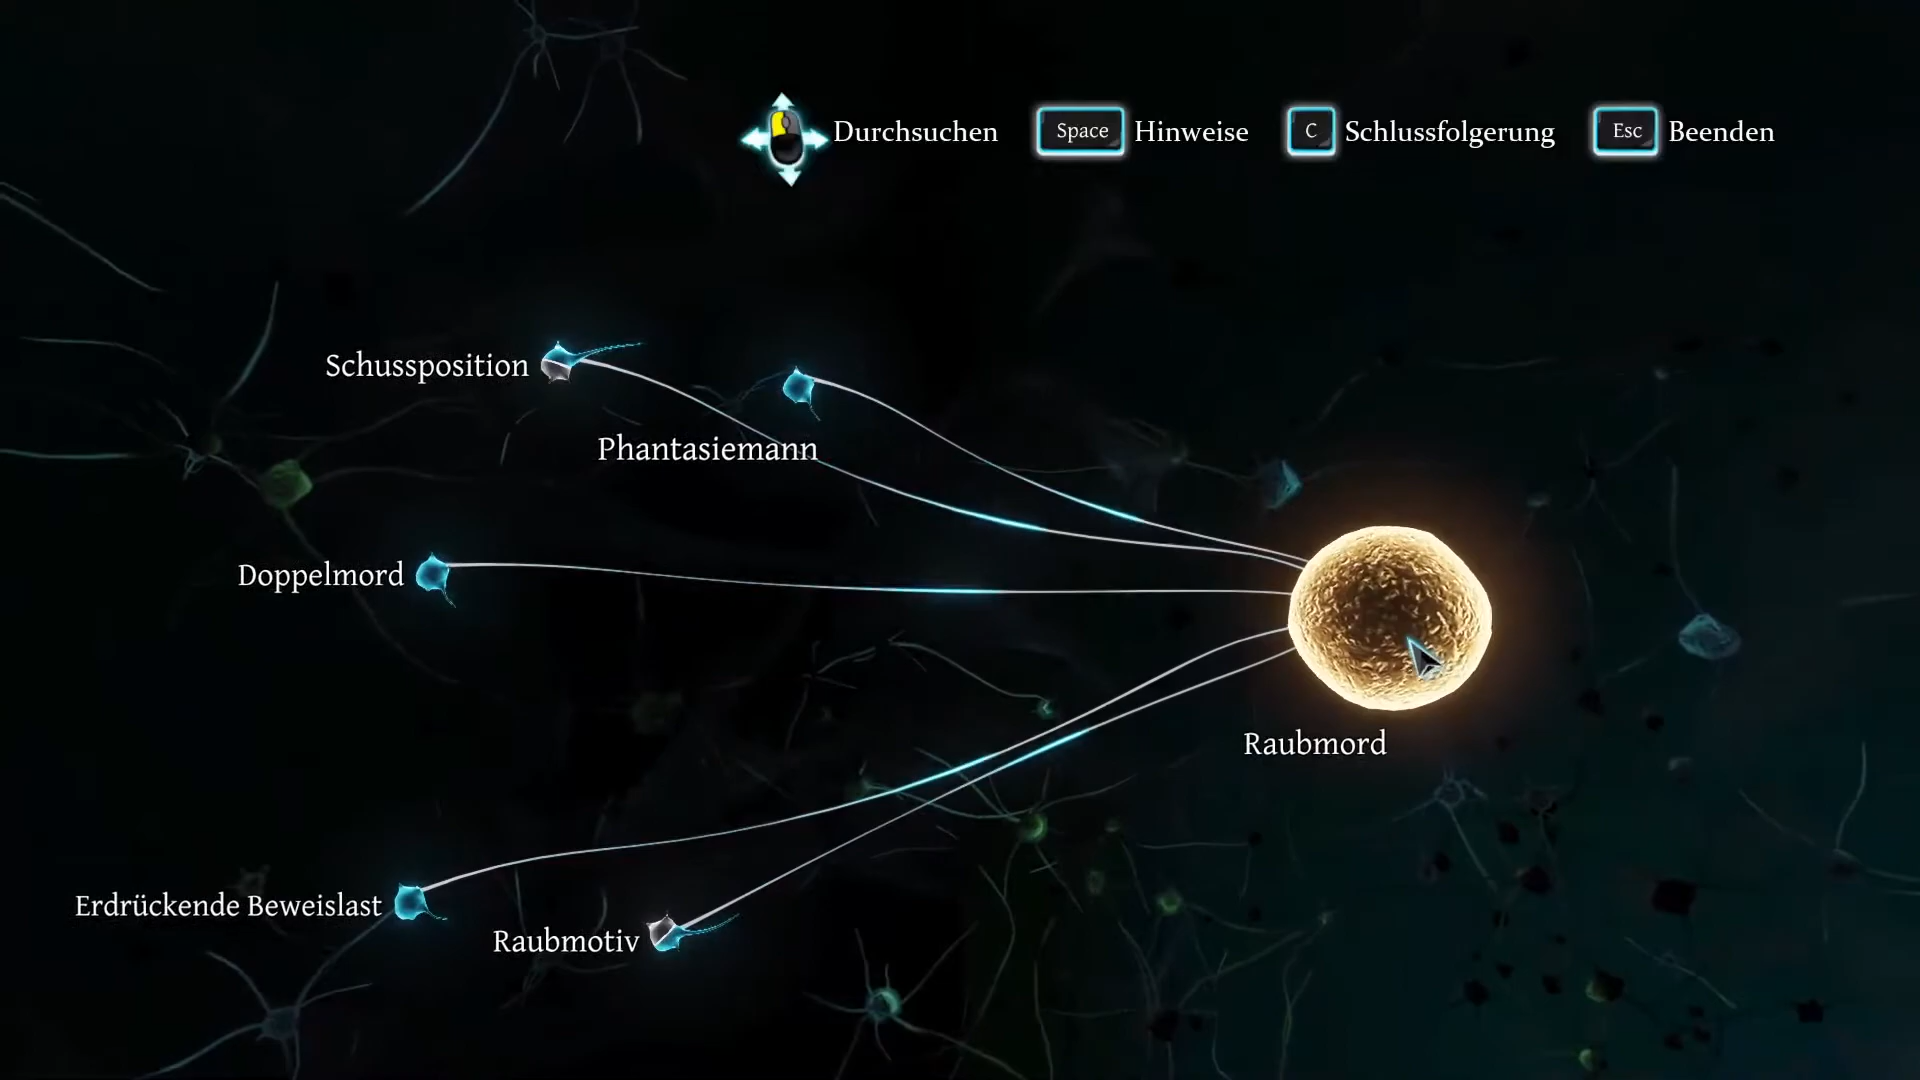 Durchsuchen
Space Hinweise
C Schlussfolgerung
Esc Beenden
Schussposition
Phantasiemann
Doppelmord
Raubmord
Erdrückende Beweislast
Raubmotiv